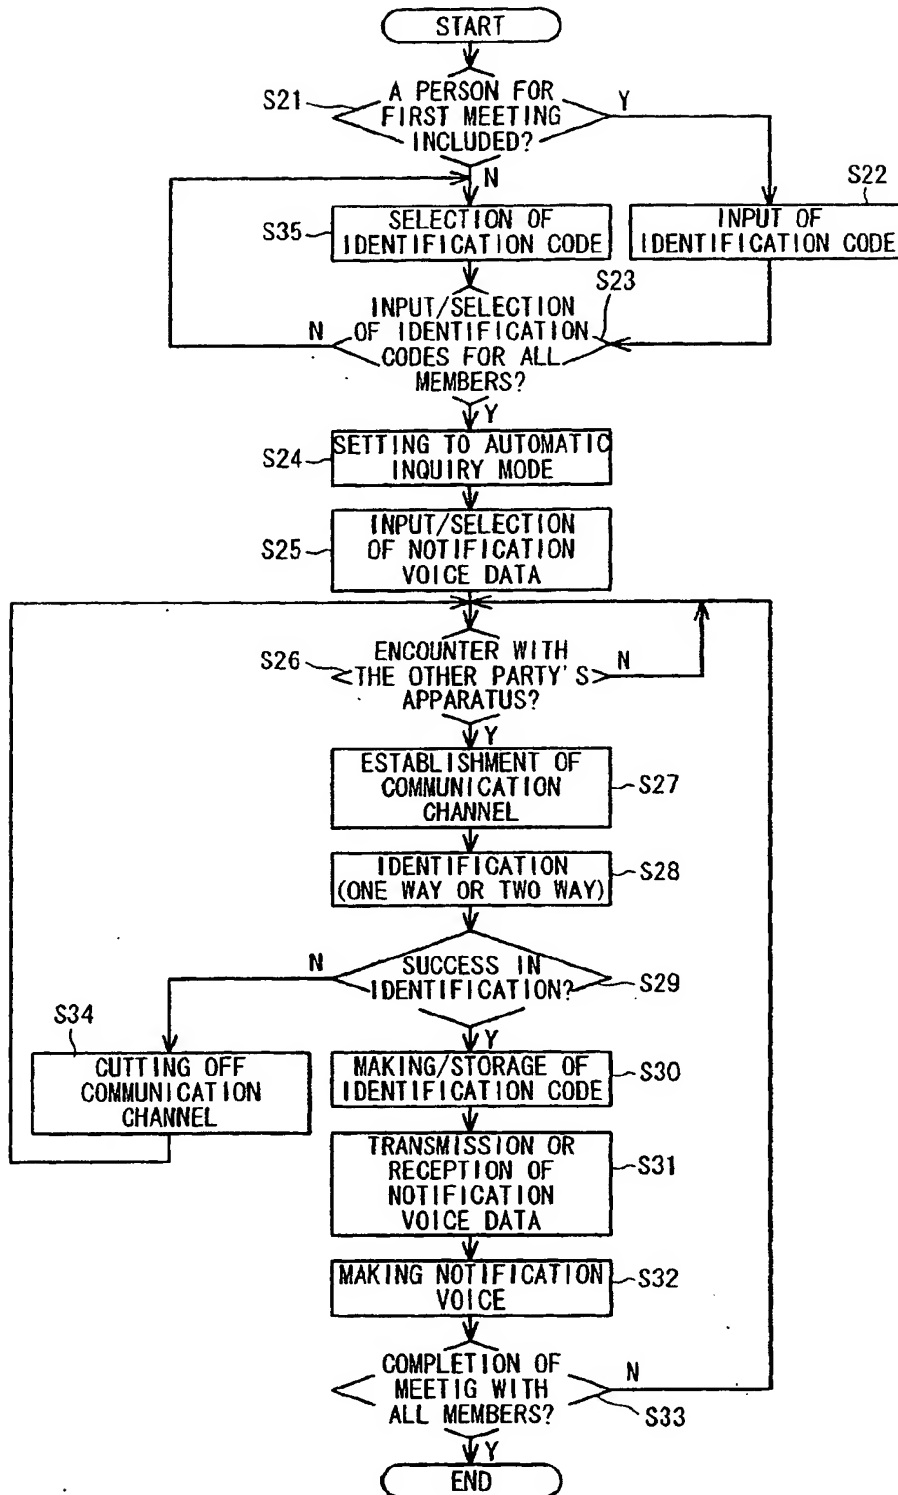 START
S21
A PERSON FOR
FIRST MEETING
INCLUDED?
Y
N
S22
INPUT OF
IDENTIFICATION CODE
S35
SELECTION OF
IDENTIFICATION CODE
S23
INPUT/SELECTION
OF IDENTIFICATION
CODES FOR ALL
MEMBERS?
N
Y
S24
SETTING TO AUTOMATIC
INQUIRY MODE
S25
INPUT/SELECTION
OF NOTIFICATION
VOICE DATA
S26
ENCOUNTER WITH
THE OTHER PARTY'S
APPARATUS?
N
Y
ESTABLISHMENT OF
COMMUNICATION
CHANNEL
S27
IDENTIFICATION
(ONE WAY OR TWO WAY)
S28
N
SUCCESS IN
IDENTIFICATION?
S29
Y
S34
CUTTING OFF
COMMUNICATION
CHANNEL
MAKING/STORAGE OF
IDENTIFICATION CODE
S30
TRANSMISSION OR
RECEPTION OF
NOTIFICATION
VOICE DATA
S31
MAKING NOTIFICATION
VOICE
S32
COMPLETION OF
MEETIG WITH
ALL MEMBERS?
N
S33
Y
END